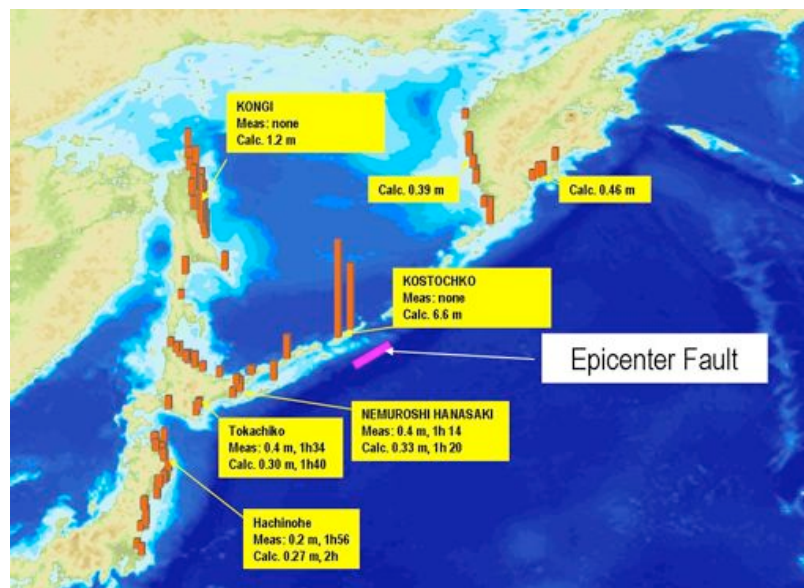 KONGI
Meas: none
Calc. 1.2 m
Calc. 0.39 m
Calc. 0.46 m
KOSTOCHKO
Meas: none
Calc. 6.6 m
Epicenter Fault
Tokachiko
Meas: 0.4 m, 1h34
Calc. 0.30 m, 1h40
NEMUROSHI HANASAKI
Meas: 0.4 m, 1h 14
Calc. 0.33 m, 1h 20
Hachinohe
Meas: 0.2 m, 1h56
Calc. 0.27 m, 2h